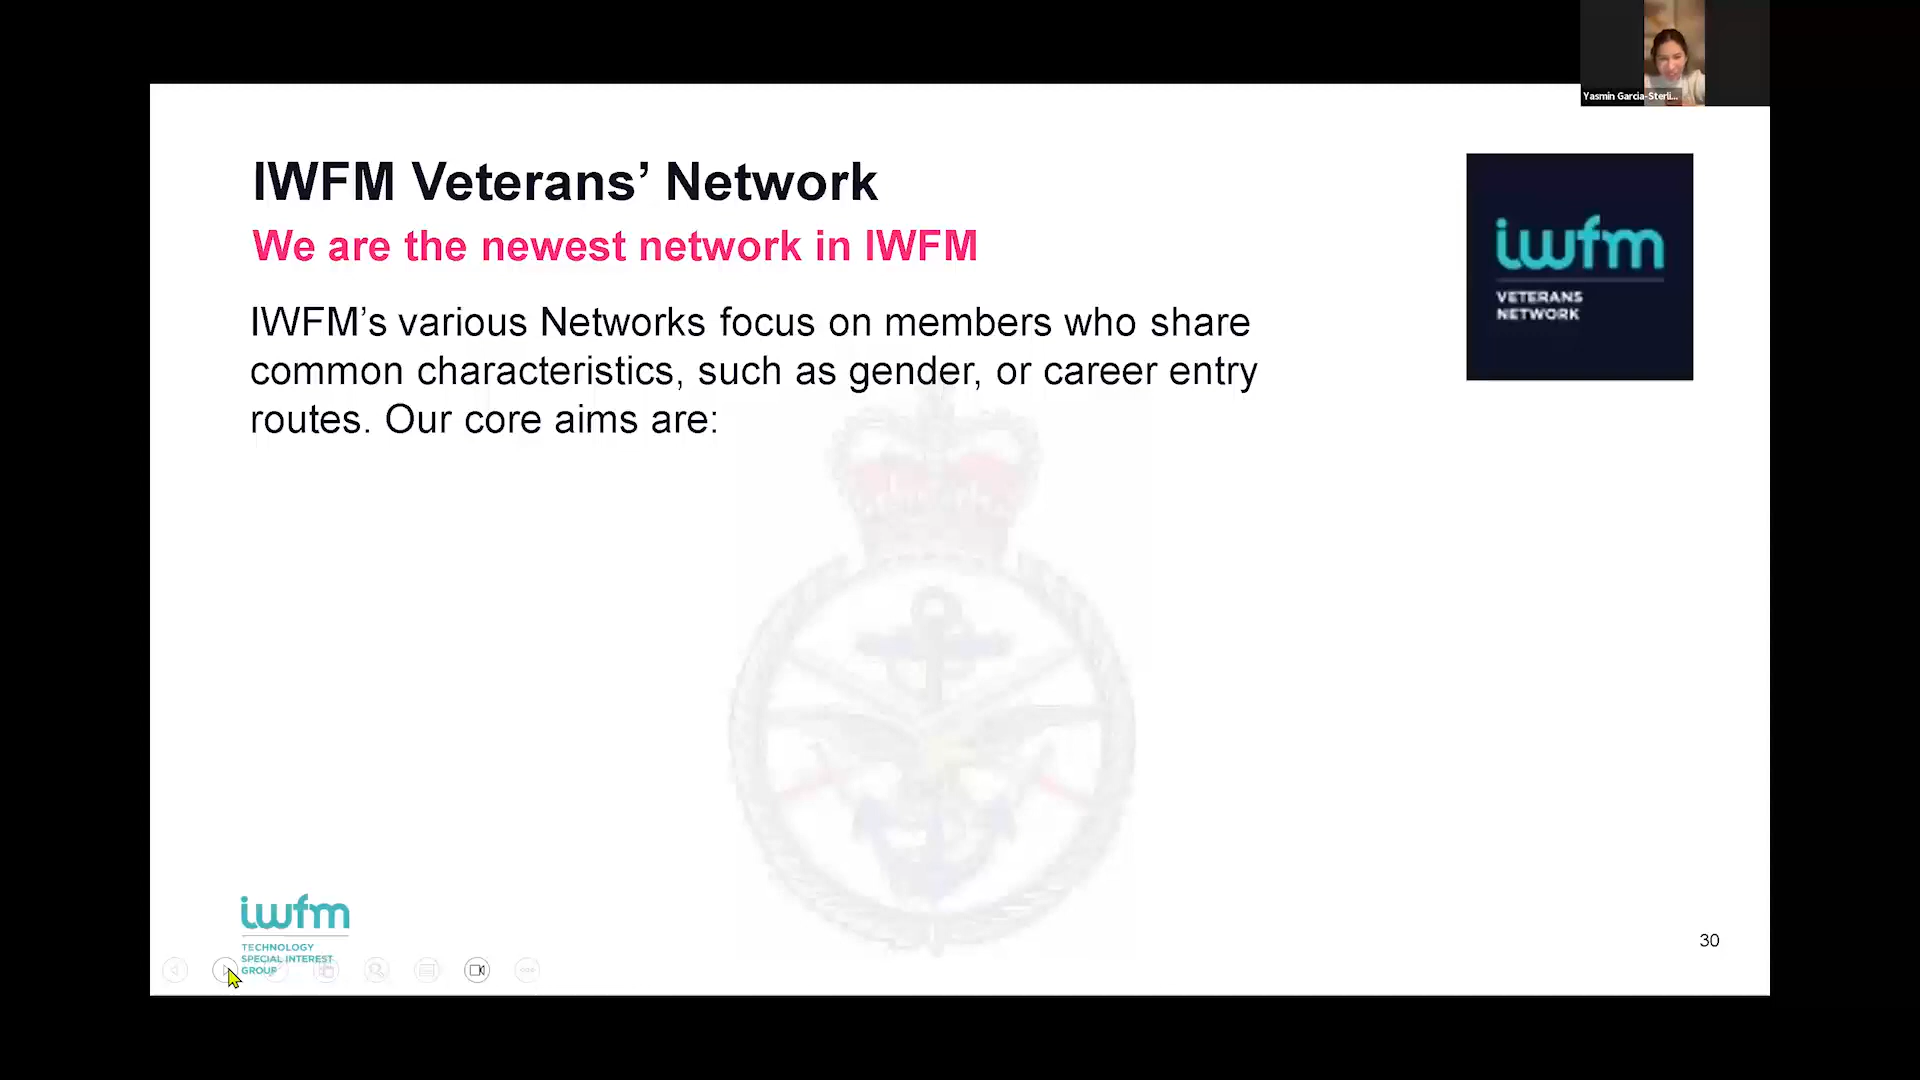 Yasmin Garcia-Sterli...
IWFM Veterans’ Network
We are the newest network in IWFM
IWFM’s various Networks focus on members who share
common characteristics, such as gender, or career entry
routes. Our core aims are:
iwfm
VETERANS
NETWORK
iwfm
TECHNOLOGY
SPECIAL INTEREST
GROUP
30